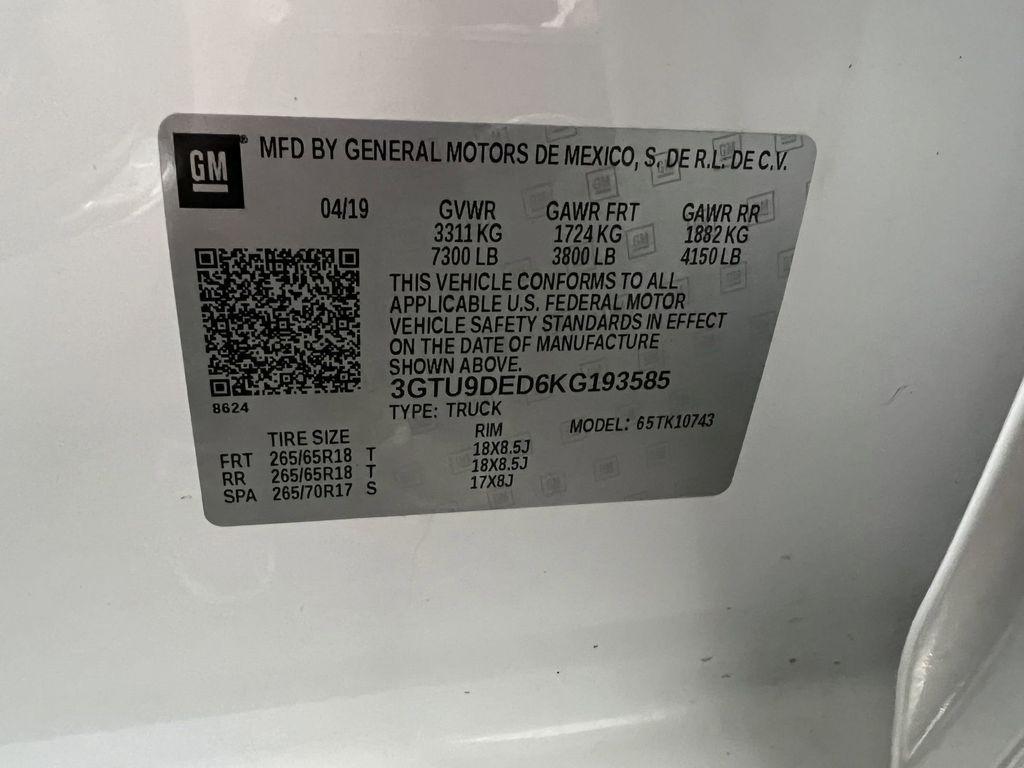 GM® MFD BY GENERAL MOTORS DE MEXICO, S. DE R.L. DE C.V.
04/19 GVWR GAWR FRT GAWR RR
3311 KG 1724 KG 1882 KG
7300 LB 3800 LB 4150 LB
THIS VEHICLE CONFORMS TO ALL
APPLICABLE U.S. FEDERAL MOTOR
VEHICLE SAFETY STANDARDS IN EFFECT
ON THE DATE OF MANUFACTURE
SHOWN ABOVE.
3GTU9DED6KG193585
8624 TYPE: TRUCK MODEL: 65TK10743
TIRE SIZE RIM
FRT 265/65R18 T 18X8.5J
RR 265/65R18 T 18X8.5J
SPA 265/70R17 S 17X8J